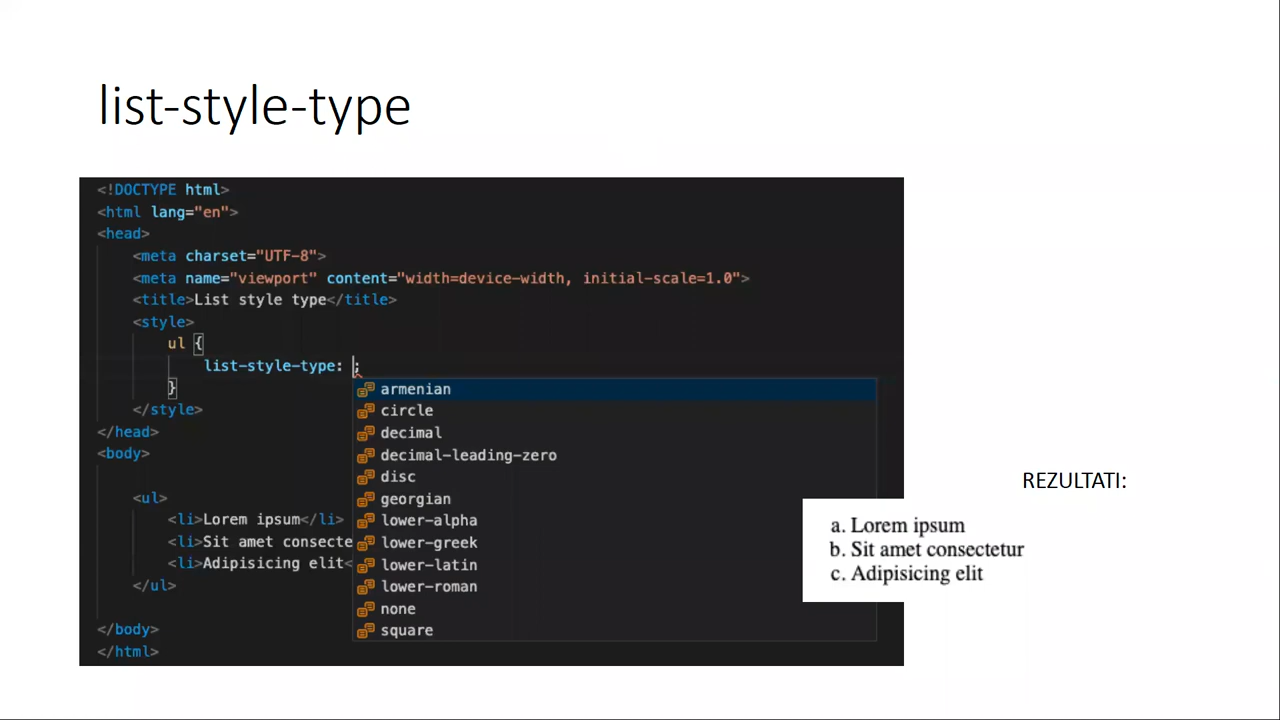 list-style-type
<!DOCTYPE html>
<html lang="en">
<head>
<meta charset="UTF-8">
<meta name="viewport" content="width=device-width, initial-scale=1.0">
<title>List style type</title>
<style>
ul {
list-style-type: ;
}
</style>
</head>
<body>
<ul>
<li>Lorem ipsum</li>
<li>Sit amet consecte
<li>Adipisicing elit<
</ul>
</body>
</html>
armenian
circle
decimal
decimal-leading-zero
disc
georgian
lower-alpha
lower-greek
lower-latin
lower-roman
none
square
REZULTATI:
a. Lorem ipsum
b. Sit amet consectetur
c. Adipisicing elit